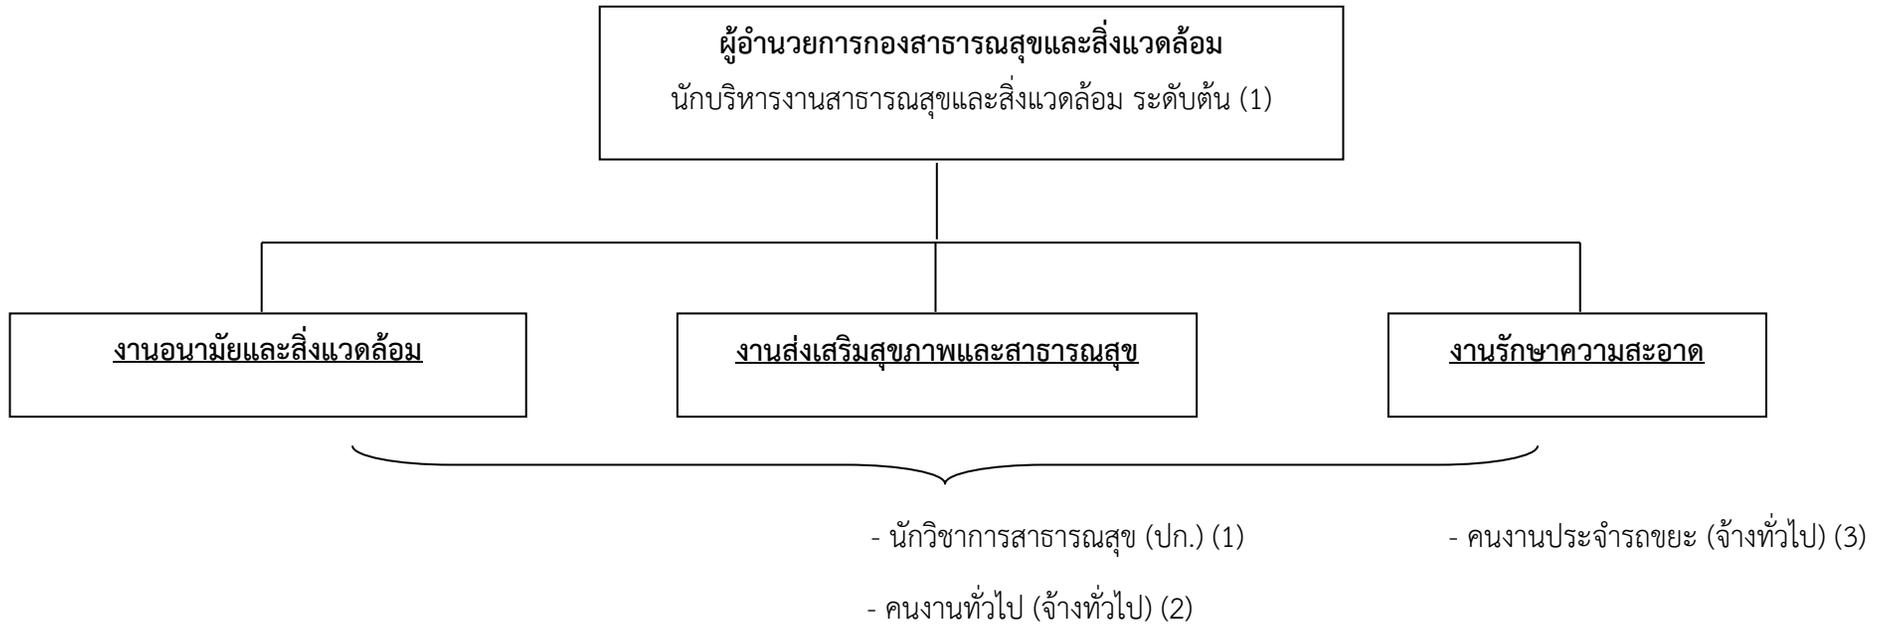 ผู้อำนวยการกองสาธารณสุขและสิ่งแวดล้อม
นักบริหารงานสาธารณสุขและสิ่งแวดล้อม ระดับต้น (1)
งานอนามัยและสิ่งแวดล้อม
งานส่งเสริมสุขภาพและสาธารณสุข
งานรักษาความสะอาด
- นักวิชาการสาธารณสุข (ปก.) (1)
- คนงานประจำรถขยะ (จ้างทั่วไป) (3)
- คนงานทั่วไป (จ้างทั่วไป) (2)